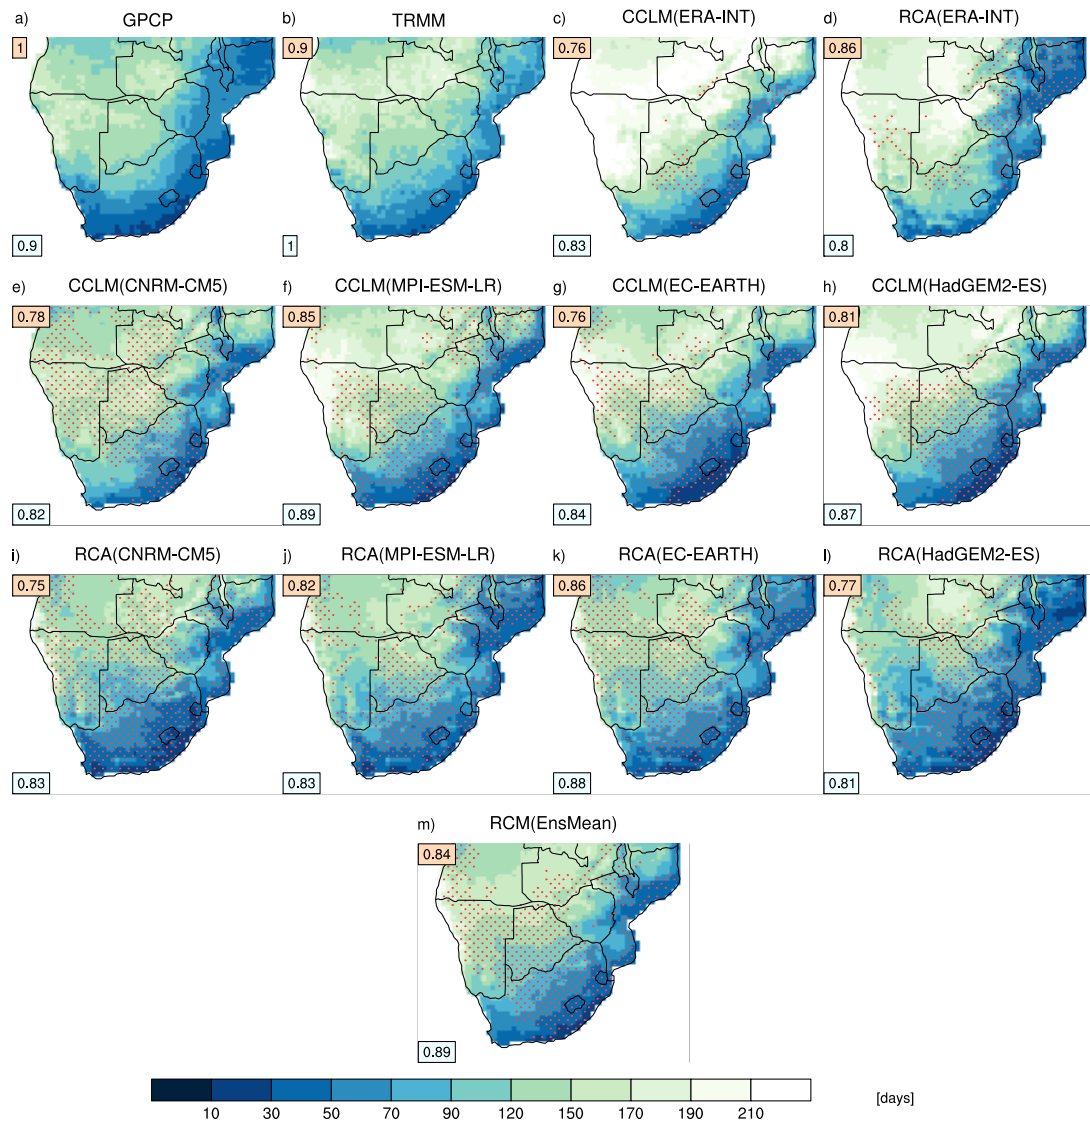 a) GPCP
b) TRMM
c) CCLM(ERA-INT)
d) RCA(ERA-INT)
1
0.9
0.76
0.86
0.9
1
0.83
0.8
e) CCLM(CNRM-CM5)
f) CCLM(MPI-ESM-LR)
g) CCLM(EC-EARTH)
h) CCLM(HadGEM2-ES)
0.78
0.85
0.76
0.81
0.82
0.89
0.84
0.87
i) RCA(CNRM-CM5)
j) RCA(MPI-ESM-LR)
k) RCA(EC-EARTH)
l) RCA(HadGEM2-ES)
0.75
0.82
0.86
0.77
0.83
0.83
0.88
0.81
m) RCM(EnsMean)
0.84
0.89
10 30 50 70 90 120 150 170 190 210
[days]